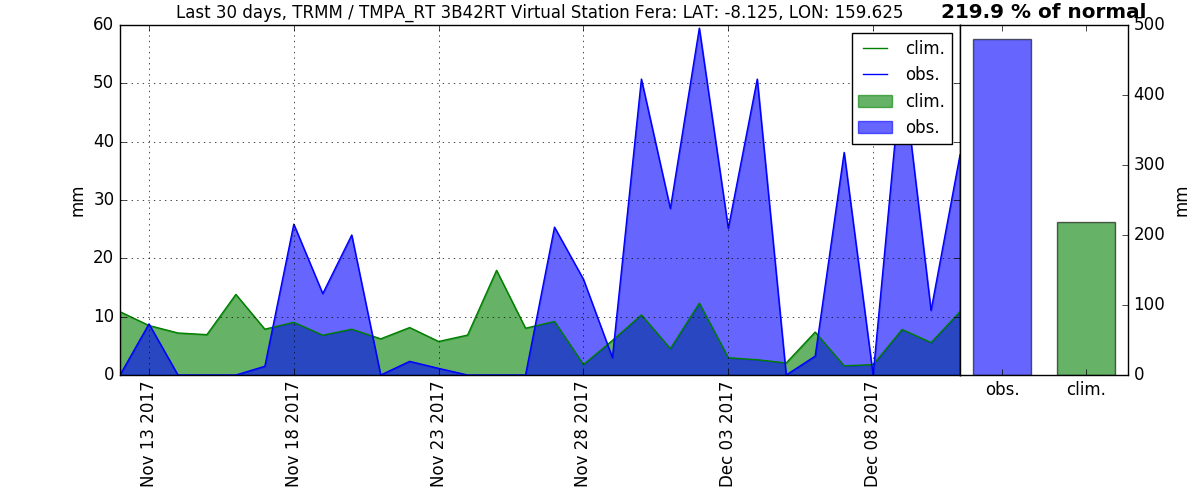 Last 30 days, TRMM / TMPA_RT 3B42RT Virtual Station Fera: LAT: -8.125, LON: 159.625
219.9 % of normal
60
50
40
30
20
10
0
mm
clim.
obs.
clim.
obs.
Nov 13 2017
Nov 18 2017
Nov 23 2017
Nov 28 2017
Dec 03 2017
Dec 08 2017
500
400
300
200
100
0
mm
obs.
clim.